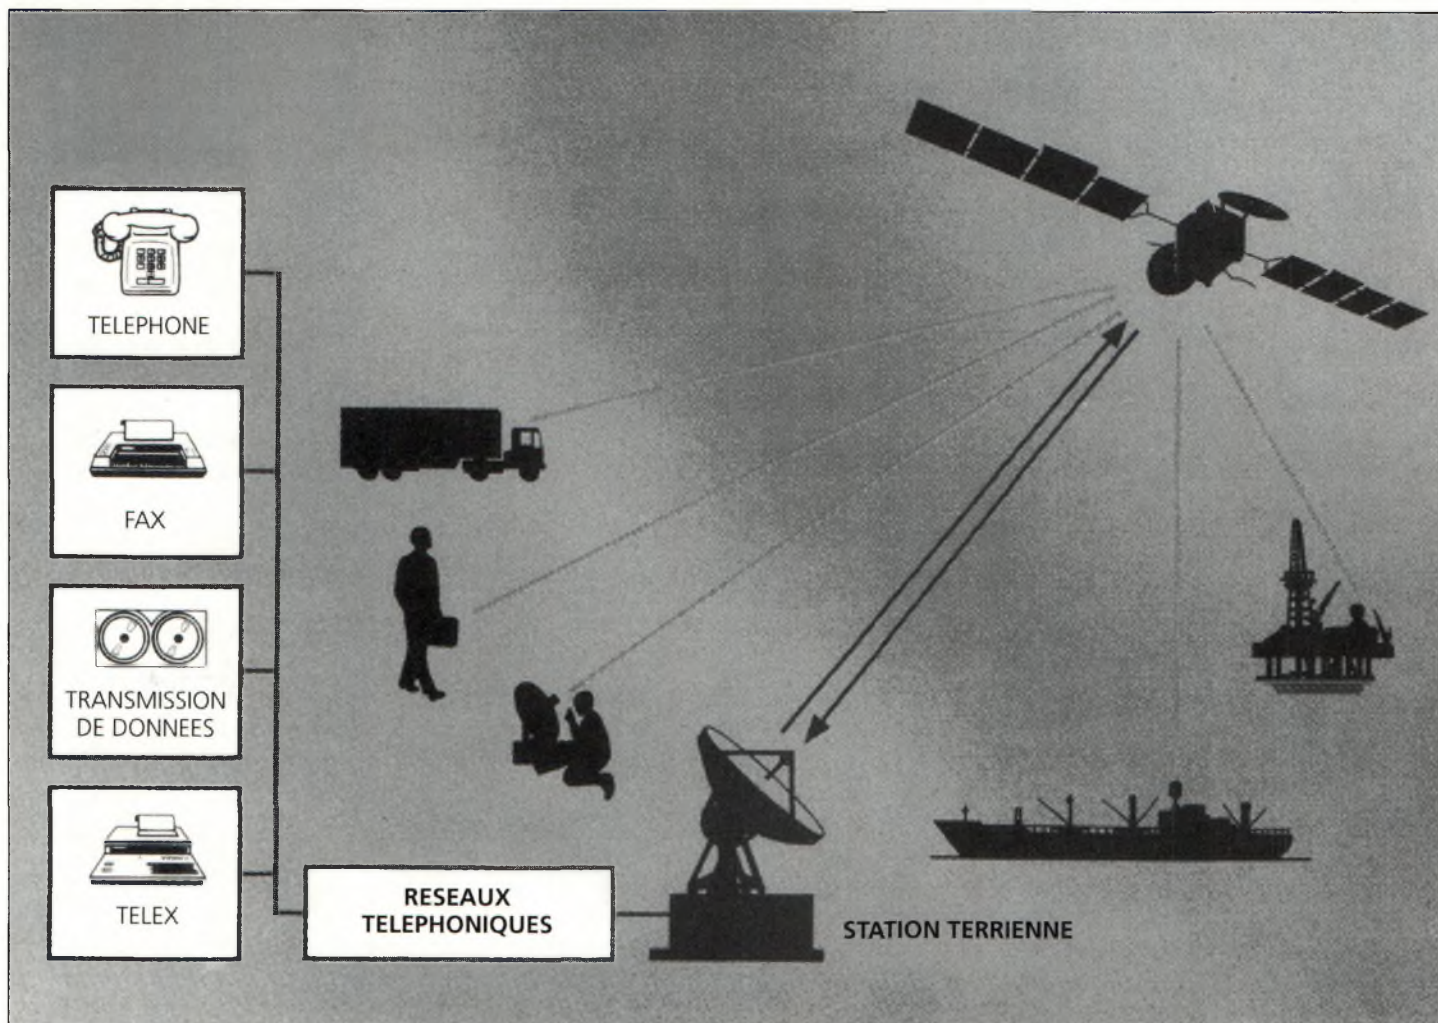 TELEPHONE
FAX
TRANSMISSION
DE DONNEES
TELEX
RESEAUX
TELEPHONIQUES
STATION TERRIENNE